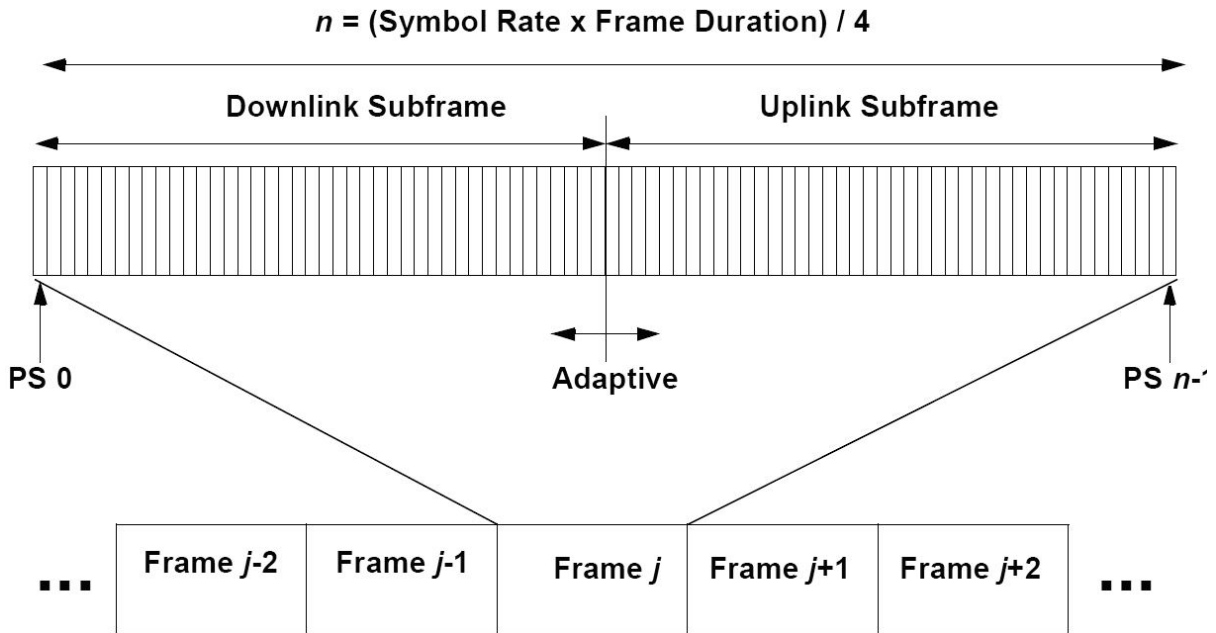 n = (Symbol Rate x Frame Duration) / 4
Downlink Subframe Uplink Subframe
PS 0 Adaptive PS n-1
... Frame j-2 Frame j-1 Frame j Frame j+1 Frame j+2 ...